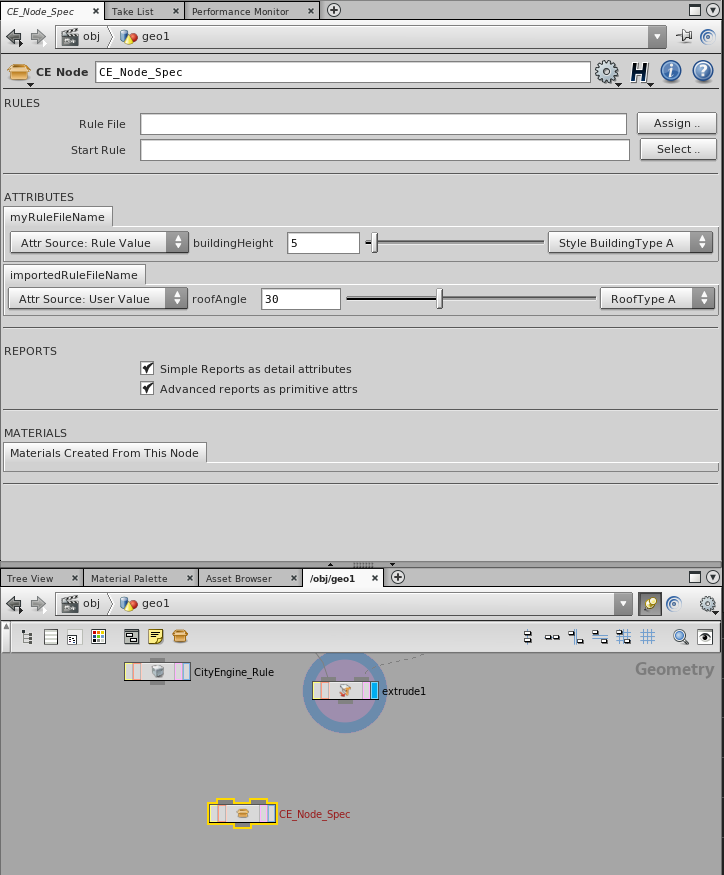 CE_Node_Spec Take List Performance Monitor
obj geo1
CE Node CE_Node_Spec
RULES
Rule File Assign ..
Start Rule Select ..
ATTRIBUTES
myRuleFileName
Attr Source: Rule Value buildingHeight 5 Style BuildingType A
importedRuleFileName
Attr Source: User Value roofAngle 30 RoofType A
REPORTS
Simple Reports as detail attributes
Advanced reports as primitive attrs
MATERIALS
Materials Created From This Node
Tree View Material Palette Asset Browser /obj/geo1
obj geo1
Geometry
CityEngine_Rule
extrude1
CE_Node_Spec